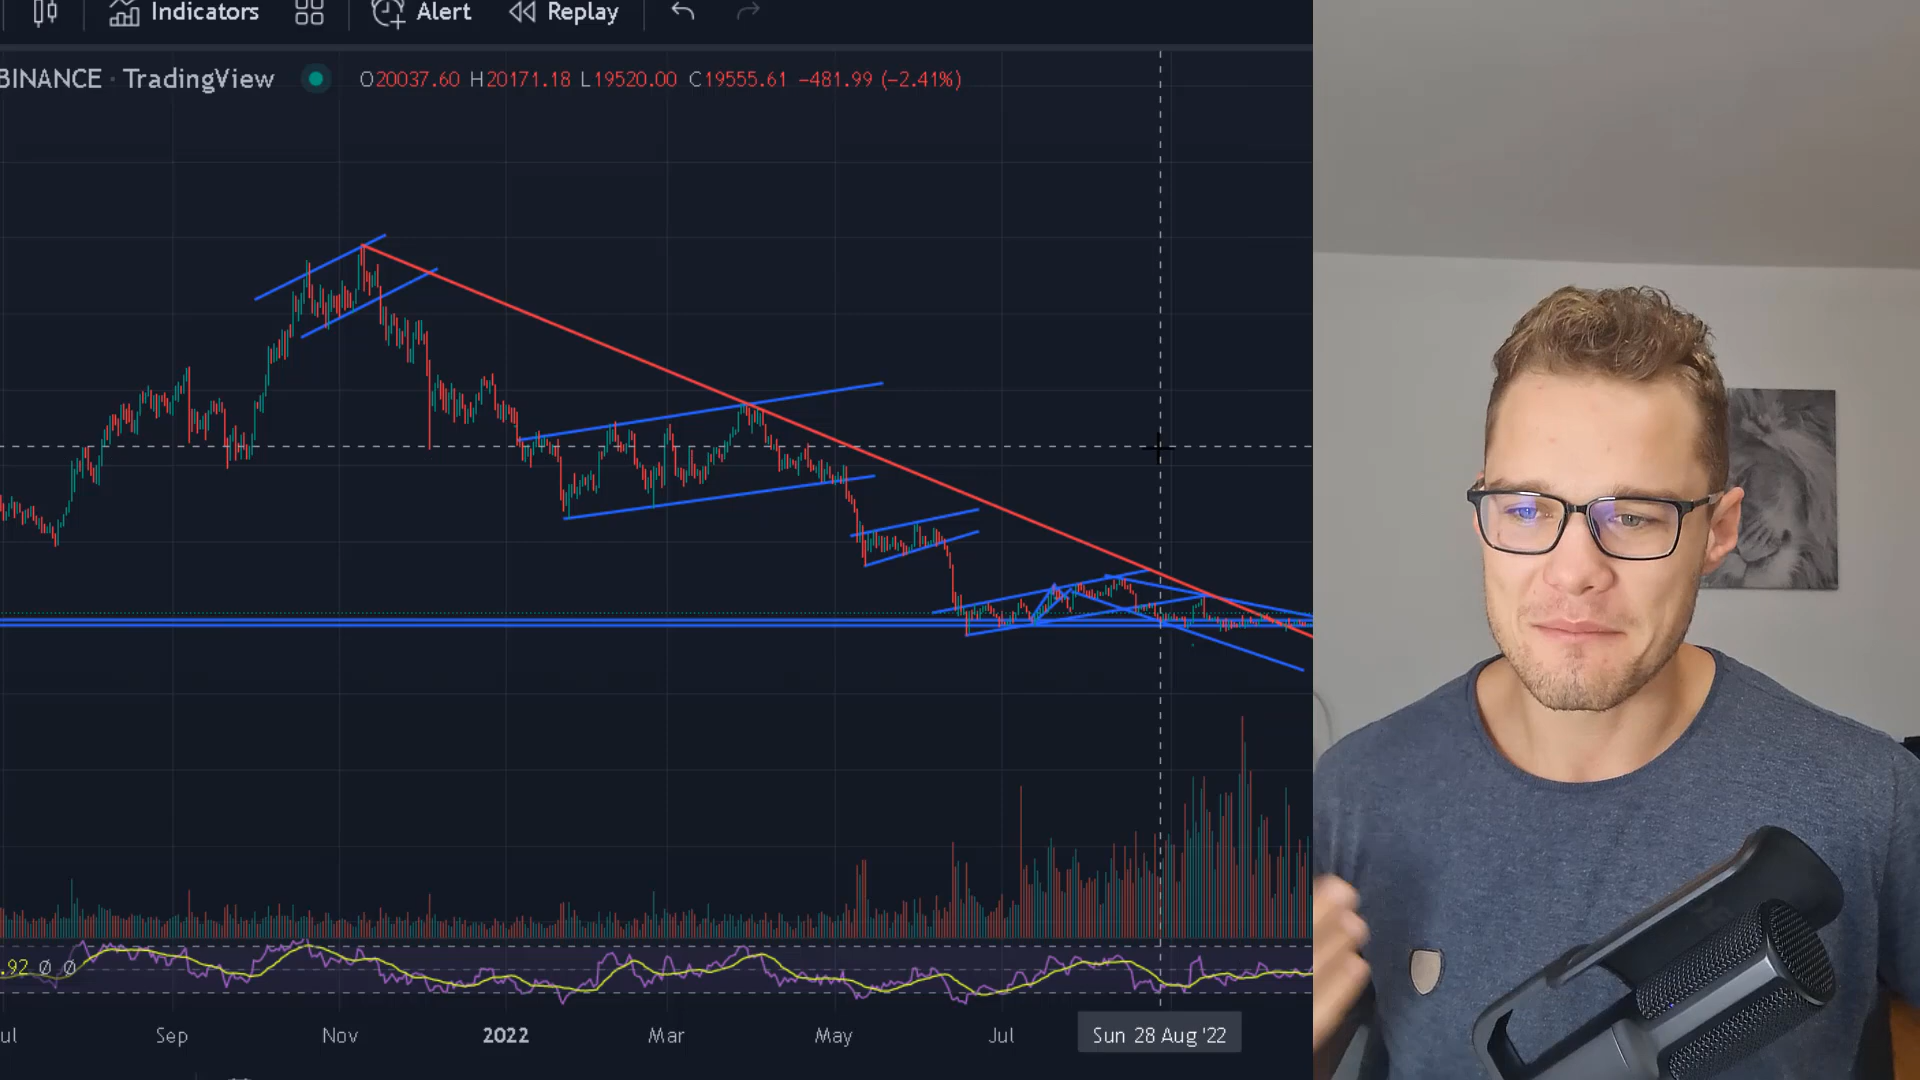 Indicators Alert Replay
BINANCE · TradingView O20037.60 H20171.18 L19520.00 C19555.61 −481.99 (−2.41%)
.92 Ø Ø
ul Sep Nov 2022 Mar May Jul Sun 28 Aug '22